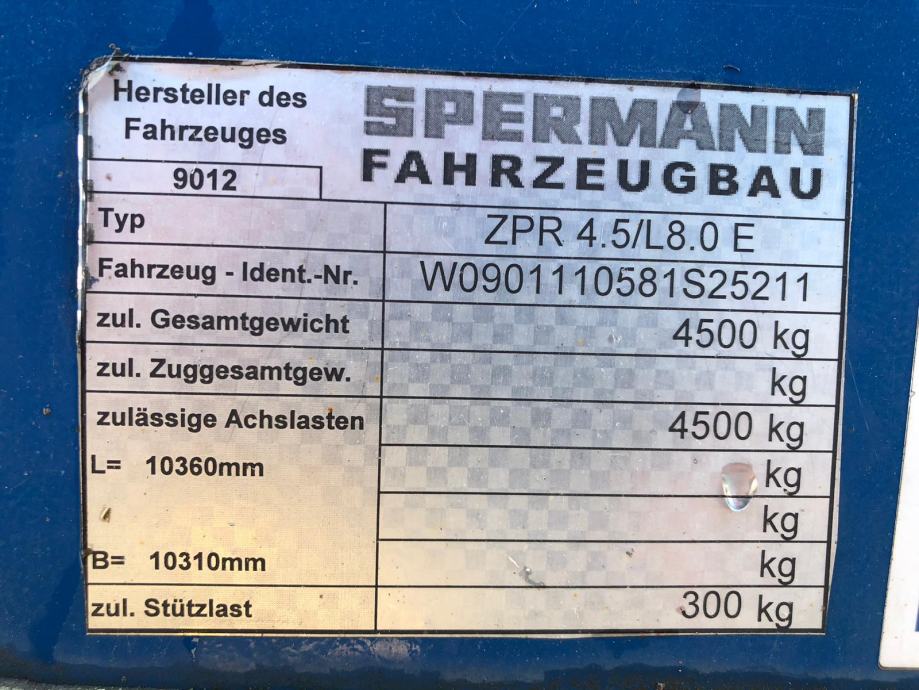 Hersteller des
Fahrzeuges
SPERMANN
FAHRZEUGBAU
9012
Typ ZPR 4.5/L8.0 E
Fahrzeug - Ident.-Nr. W0901110581S25211
zul. Gesamtgewicht 4500 kg
zul. Zuggesamtgew. kg
zulässige Achslasten 4500 kg
L= 10360mm kg
kg
B= 10310mm kg
zul. Stützlast 300 kg